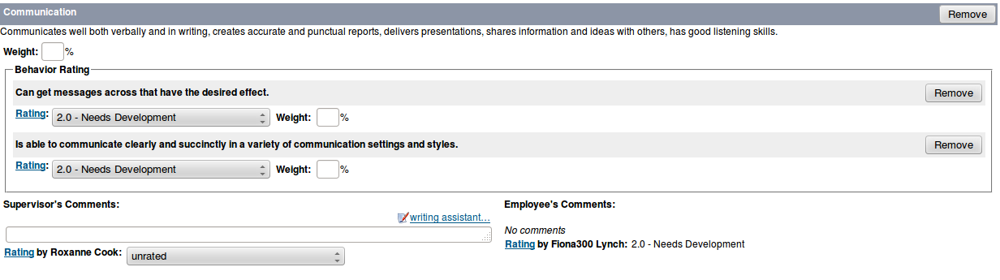 Communication
Remove
Communicates well both verbally and in writing, creates accurate and punctual reports, delivers presentations, shares information and ideas with others, has good listening skills.
Weight: %
Behavior Rating
Can get messages across that have the desired effect.
Remove
Rating: 2.0 - Needs Development Weight: %
Is able to communicate clearly and succinctly in a variety of communication settings and styles.
Remove
Rating: 2.0 - Needs Development Weight: %
Supervisor's Comments:
writing assistant...
Rating by Roxanne Cook: unrated
Employee's Comments:
No comments
Rating by Fiona300 Lynch: 2.0 - Needs Development